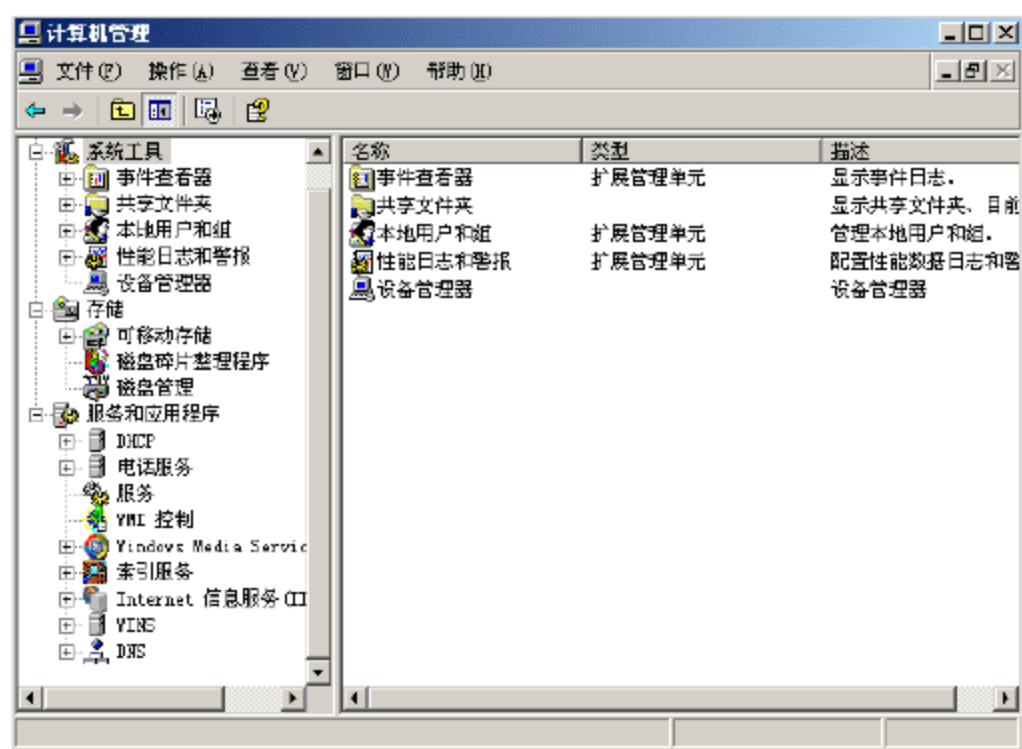 计算机管理
文件(F) 操作(A) 查看(V) 窗口(W) 帮助(H)
系统工具
事件查看器
共享文件夹
本地用户和组
性能日志和警报
设备管理器
存储
可移动存储
磁盘碎片整理程序
磁盘管理
服务和应用程序
DHCP
电话服务
服务
WMI 控制
Windows Media Servic
索引服务
Internet 信息服务(II
WINS
DNS
名称 类型 描述
事件查看器 扩展管理单元 显示事件日志.
共享文件夹 显示共享文件夹、目前
本地用户和组 扩展管理单元 管理本地用户和组.
性能日志和警报 扩展管理单元 配置性能数据日志和警
设备管理器 设备管理器